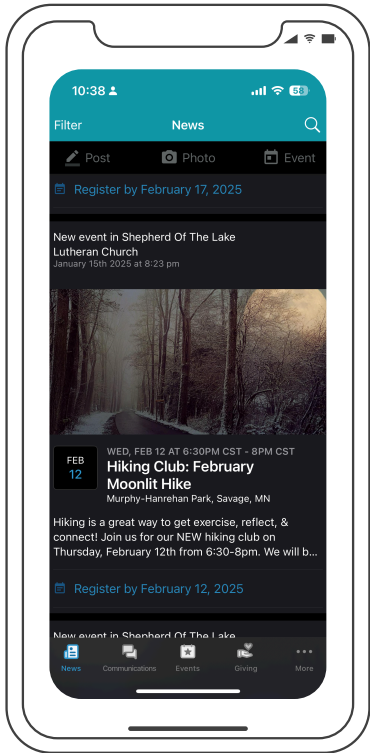 10:38
58
Filter
News
Post
Photo
Event
Register by February 17, 2025
New event in Shepherd Of The Lake
Lutheran Church
January 15th 2025 at 8:23 pm
FEB
12
WED, FEB 12 AT 6:30PM CST - 8PM CST
Hiking Club: February
Moonlit Hike
Murphy-Hanrehan Park, Savage, MN
Hiking is a great way to get exercise, reflect, &
connect! Join us for our NEW hiking club on
Thursday, February 12th from 6:30-8pm. We will b...
Register by February 12, 2025
New event in Shepherd Of The Lake
News
Communications
Events
Giving
More